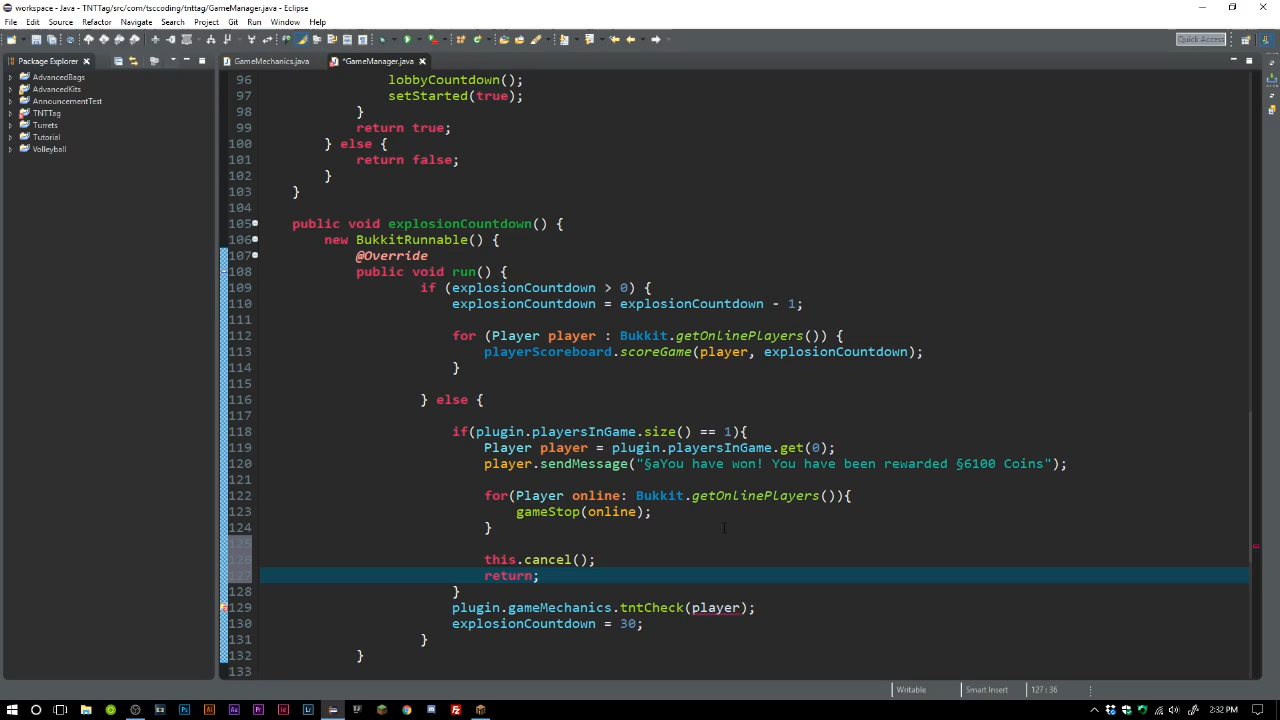 workspace - Java - TNTTag/src/com/tsccoding/tnttag/GameManager.java - Eclipse
File Edit Source Refactor Navigate Search Project Git Run Window Help
Quick Access
Package Explorer
GameMechanics.java
*GameManager.java
AdvancedBags
AdvancedKits
AnnouncementTest
TNTTag
Turrets
Tutorial
Volleyball
96 lobbyCountdown();
97 setStarted(true);
98 }
99 return true;
100 } else {
101 return false;
102 }
103 }
104
105 public void explosionCountdown() {
106 new BukkitRunnable() {
107 @Override
108 public void run() {
109 if (explosionCountdown > 0) {
110 explosionCountdown = explosionCountdown - 1;
111
112 for (Player player : Bukkit.getOnlinePlayers()) {
113 playerScoreboard.scoreGame(player, explosionCountdown);
114 }
115
116 } else {
117
118 if(plugin.playersInGame.size() == 1){
119 Player player = plugin.playersInGame.get(0);
120 player.sendMessage("§aYou have won! You have been rewarded §6100 Coins");
121
122 for(Player online: Bukkit.getOnlinePlayers()){
123 gameStop(online);
124 }
125
126 this.cancel();
127 return;
128 }
129 plugin.gameMechanics.tntCheck(player);
130 explosionCountdown = 30;
131 }
132 }
133
Writable Smart Insert 127 : 36
2:32 PM